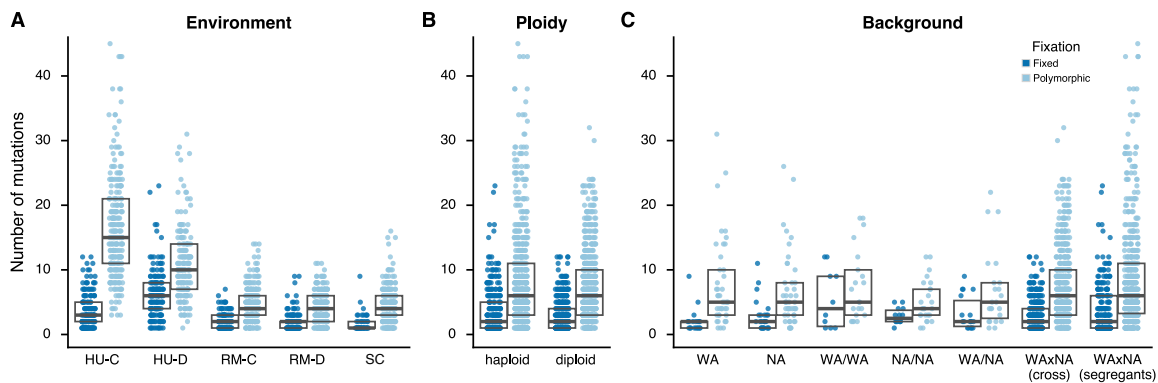 A Environment
B Ploidy
C Background
Number of mutations
40
30
20
10
0
HU-C HU-D RM-C RM-D SC
40
30
20
10
0
haploid diploid
40
30
20
10
0
Fixation
Fixed
Polymorphic
WA NA WA/WA NA/NA WA/NA WAxNA WAxNA
(cross) (segregants)